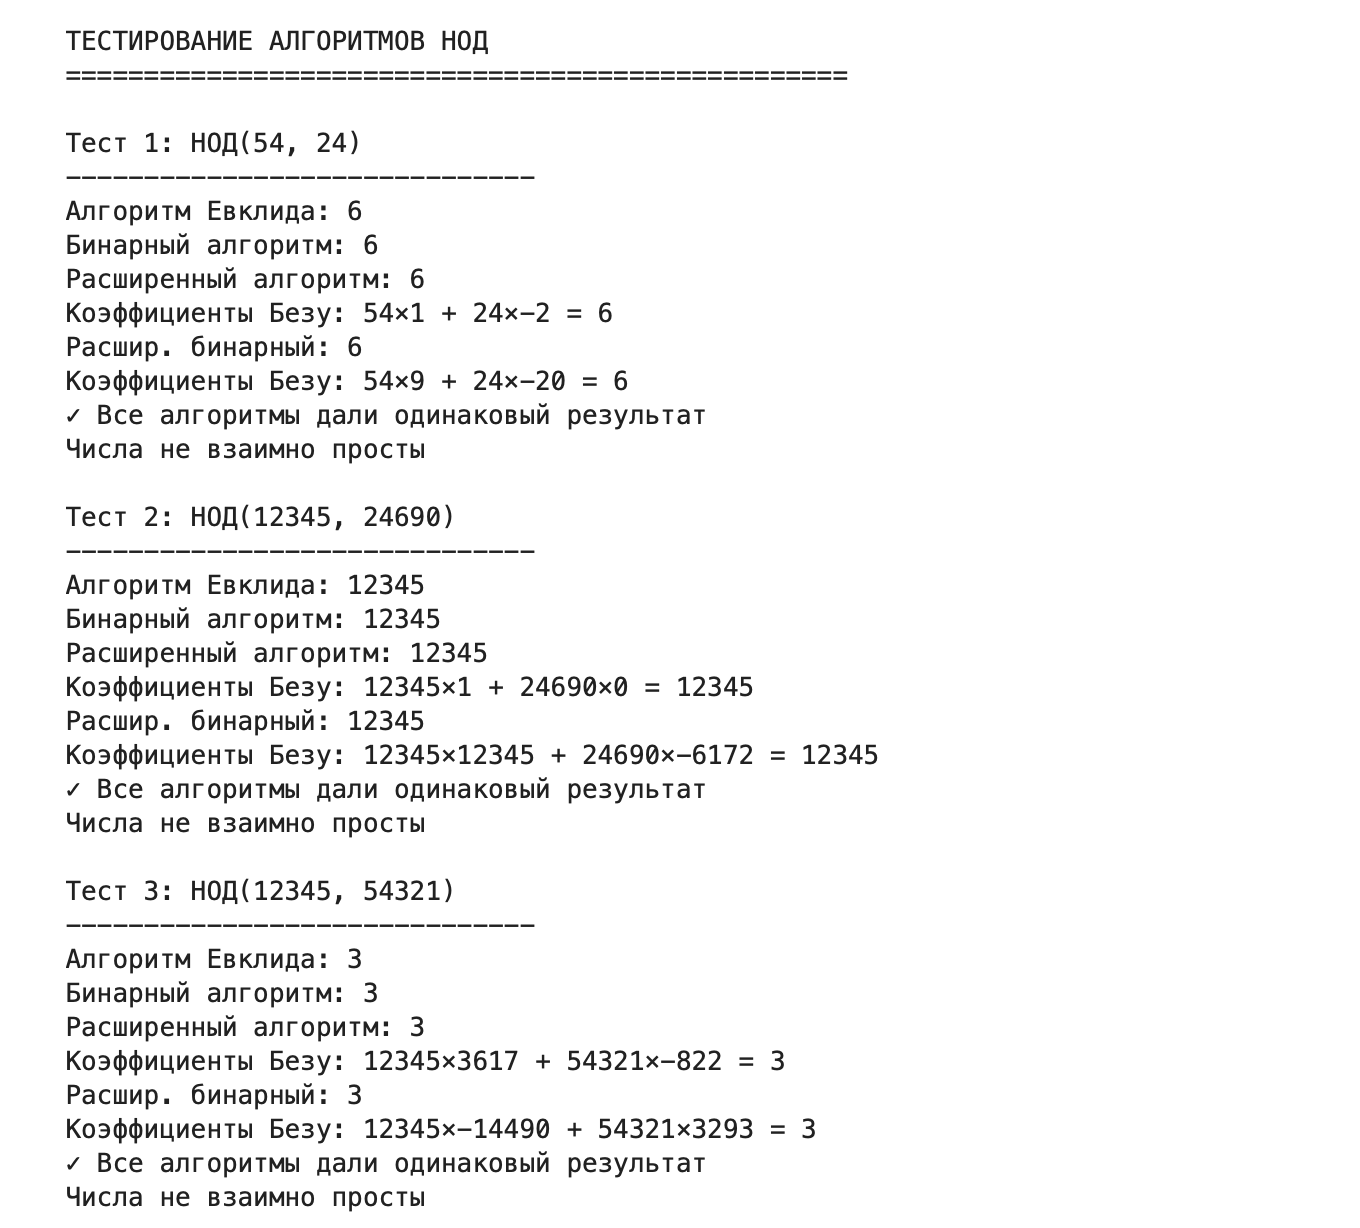 ТЕСТИРОВАНИЕ АЛГОРИТМОВ НОД
==================================================
Тест 1: НОД(54, 24)
------------------------------
Алгоритм Евклида: 6
Бинарный алгоритм: 6
Расширенный алгоритм: 6
Коэффициенты Безу: 54×1 + 24×-2 = 6
Расшир. бинарный: 6
Коэффициенты Безу: 54×9 + 24×-20 = 6
✓ Все алгоритмы дали одинаковый результат
Числа не взаимно просты
Тест 2: НОД(12345, 24690)
------------------------------
Алгоритм Евклида: 12345
Бинарный алгоритм: 12345
Расширенный алгоритм: 12345
Коэффициенты Безу: 12345×1 + 24690×0 = 12345
Расшир. бинарный: 12345
Коэффициенты Безу: 12345×12345 + 24690×-6172 = 12345
✓ Все алгоритмы дали одинаковый результат
Числа не взаимно просты
Тест 3: НОД(12345, 54321)
------------------------------
Алгоритм Евклида: 3
Бинарный алгоритм: 3
Расширенный алгоритм: 3
Коэффициенты Безу: 12345×3617 + 54321×-822 = 3
Расшир. бинарный: 3
Коэффициенты Безу: 12345×-14490 + 54321×3293 = 3
✓ Все алгоритмы дали одинаковый результат
Числа не взаимно просты